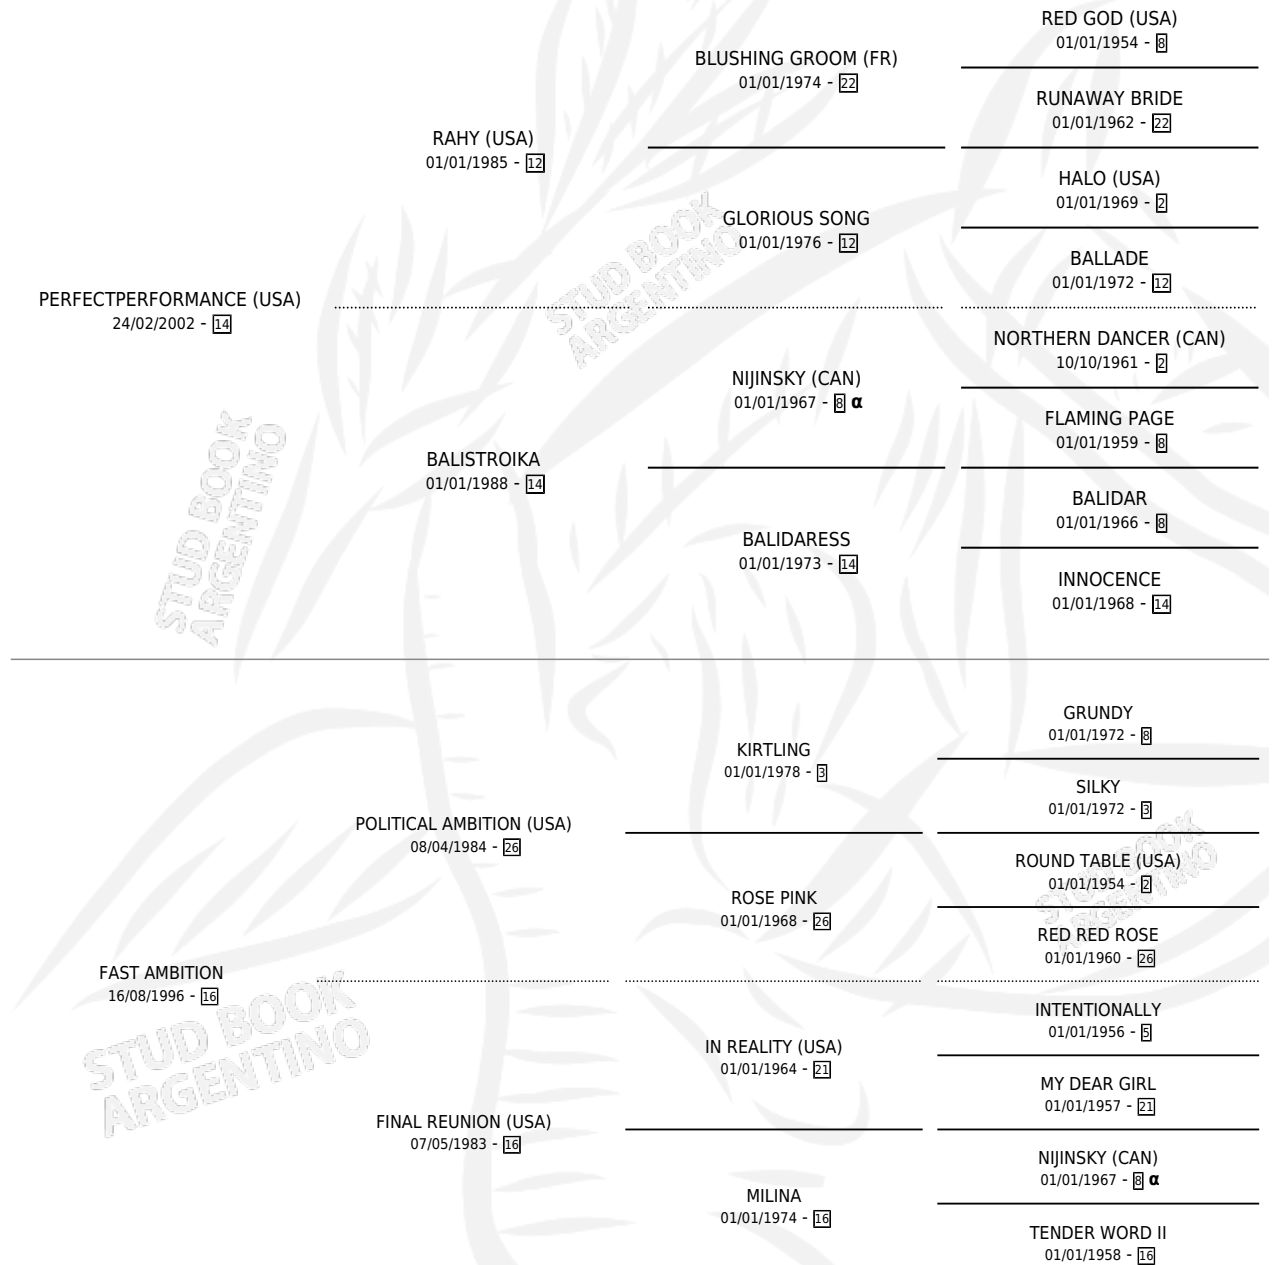 RED GOD (USA)
01/01/1954 - 8
BLUSHING GROOM (FR)
01/01/1974 - 22
RUNAWAY BRIDE
01/01/1962 - 22
RAHY (USA)
01/01/1985 - 12
HALO (USA)
01/01/1969 - 2
GLORIOUS SONG
01/01/1976 - 12
BALLADE
01/01/1972 - 12
STUD BOOK
ARGENTINO
PERFECTPERFORMANCE (USA)
24/02/2002 - 14
NORTHERN DANCER (CAN)
10/10/1961 - 2
NIJINSKY (CAN)
01/01/1967 - 8 α
FLAMING PAGE
01/01/1959 - 8
BALISTROIKA
01/01/1988 - 14
BALIDAR
01/01/1966 - 8
BALIDARESS
01/01/1973 - 14
INNOCENCE
01/01/1968 - 14
STUD BOOK
ARGENTINO
GRUNDY
01/01/1972 - 8
KIRTLING
01/01/1978 - 3
SILKY
01/01/1972 - 3
POLITICAL AMBITION (USA)
08/04/1984 - 26
ROUND TABLE (USA)
01/01/1954 - 2
ROSE PINK
01/01/1968 - 26
RED RED ROSE
01/01/1960 - 26
STUD BOOK
ARGENTINO
FAST AMBITION
16/08/1996 - 16
INTENTIONALLY
01/01/1956 - 5
IN REALITY (USA)
01/01/1964 - 21
MY DEAR GIRL
01/01/1957 - 21
STUD BOOK
ARGENTINO
FINAL REUNION (USA)
07/05/1983 - 16
NIJINSKY (CAN)
01/01/1967 - 8 α
MILINA
01/01/1974 - 16
TENDER WORD II
01/01/1958 - 16